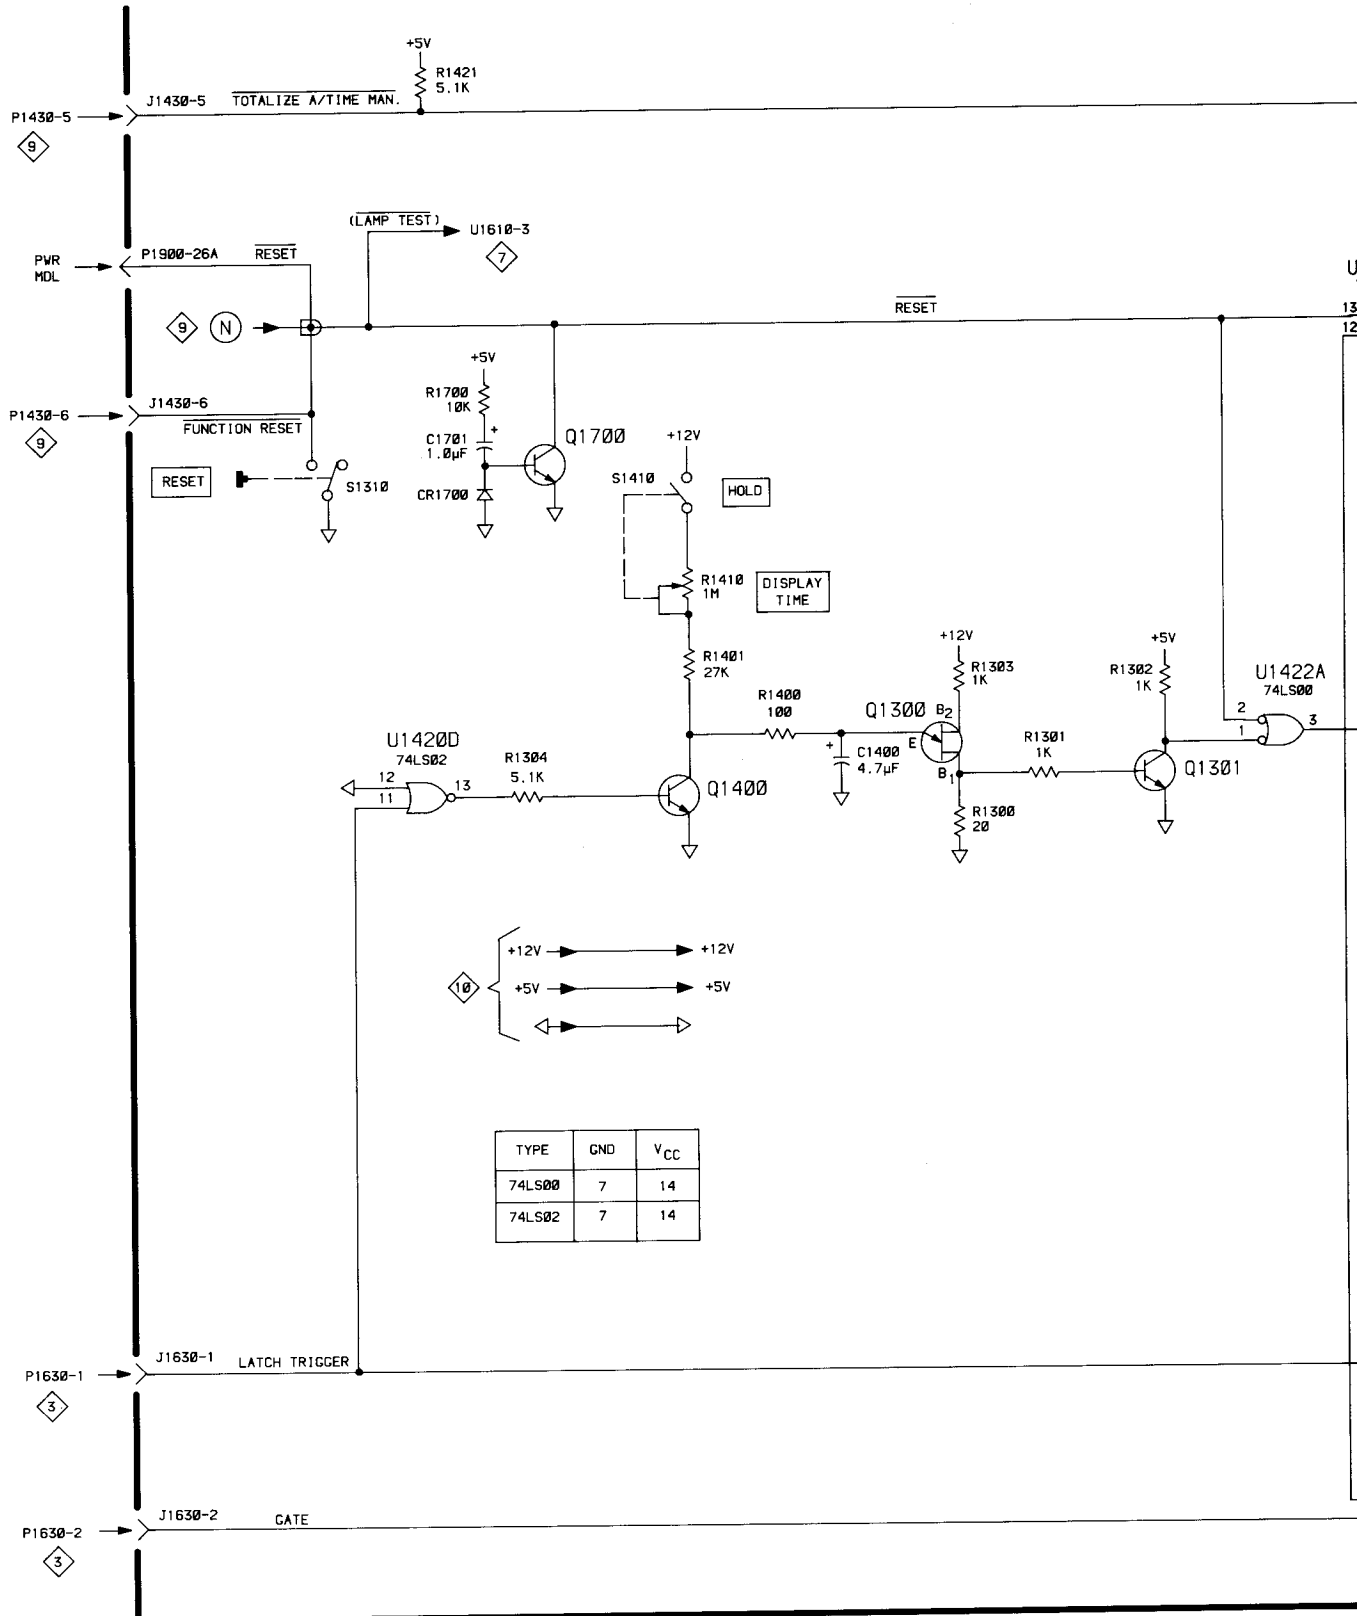 +5V
R1421
5.1K
J1430-5 TOTALIZE A/TIME MAN.
P1430-5
9
(LAMP TEST)
U1610-3
7
P1900-26A RESET
PWR
MDL
9 N
RESET
U
13
12
+5V
R1700
10K
J1430-6
P1430-6
9
FUNCTION RESET
C1701
1.0µF
+
Q1700
+12V
RESET
S1310
CR1700
S1410
HOLD
R1410
1M
DISPLAY
TIME
R1401
27K
+12V
R1303
1K
+5V
R1302
1K
U1422A
74LS00
2
1
3
R1400
100
Q1300
B2
E
B1
+
C1400
4.7µF
R1301
1K
Q1301
U1420D
74LS02
12
11
13
R1304
5.1K
Q1400
R1300
20
+12V +12V
10
+5V +5V
TYPE GND VCC
74LS00 7 14
74LS02 7 14
J1630-1 LATCH TRIGGER
P1630-1
3
J1630-2 GATE
P1630-2
3